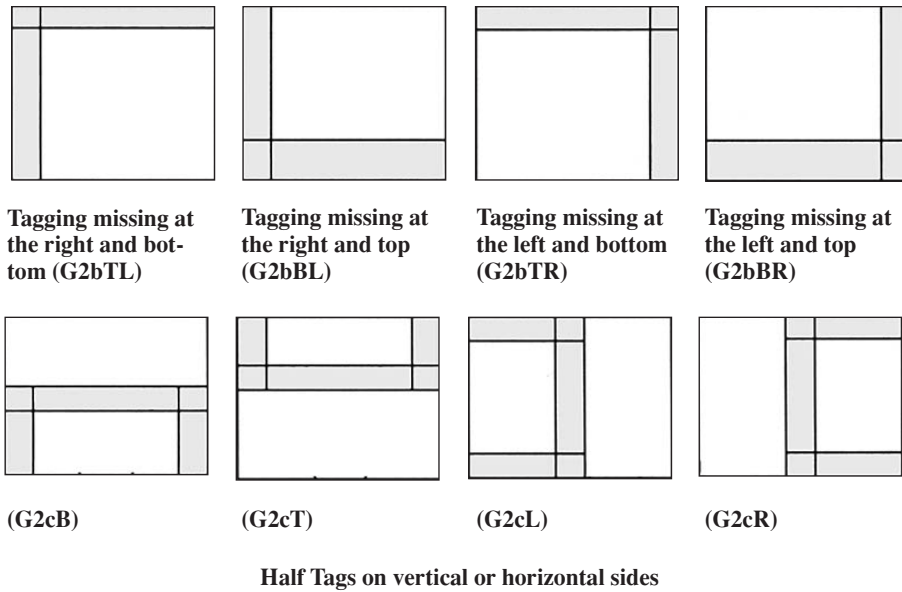 Tagging missing at
the right and bot-
tom (G2bTL)
Tagging missing at
the right and top
(G2bBL)
Tagging missing at
the left and bottom
(G2bTR)
Tagging missing at
the left and top
(G2bBR)
(G2cB)
(G2cT)
(G2cL)
(G2cR)
Half Tags on vertical or horizontal sides